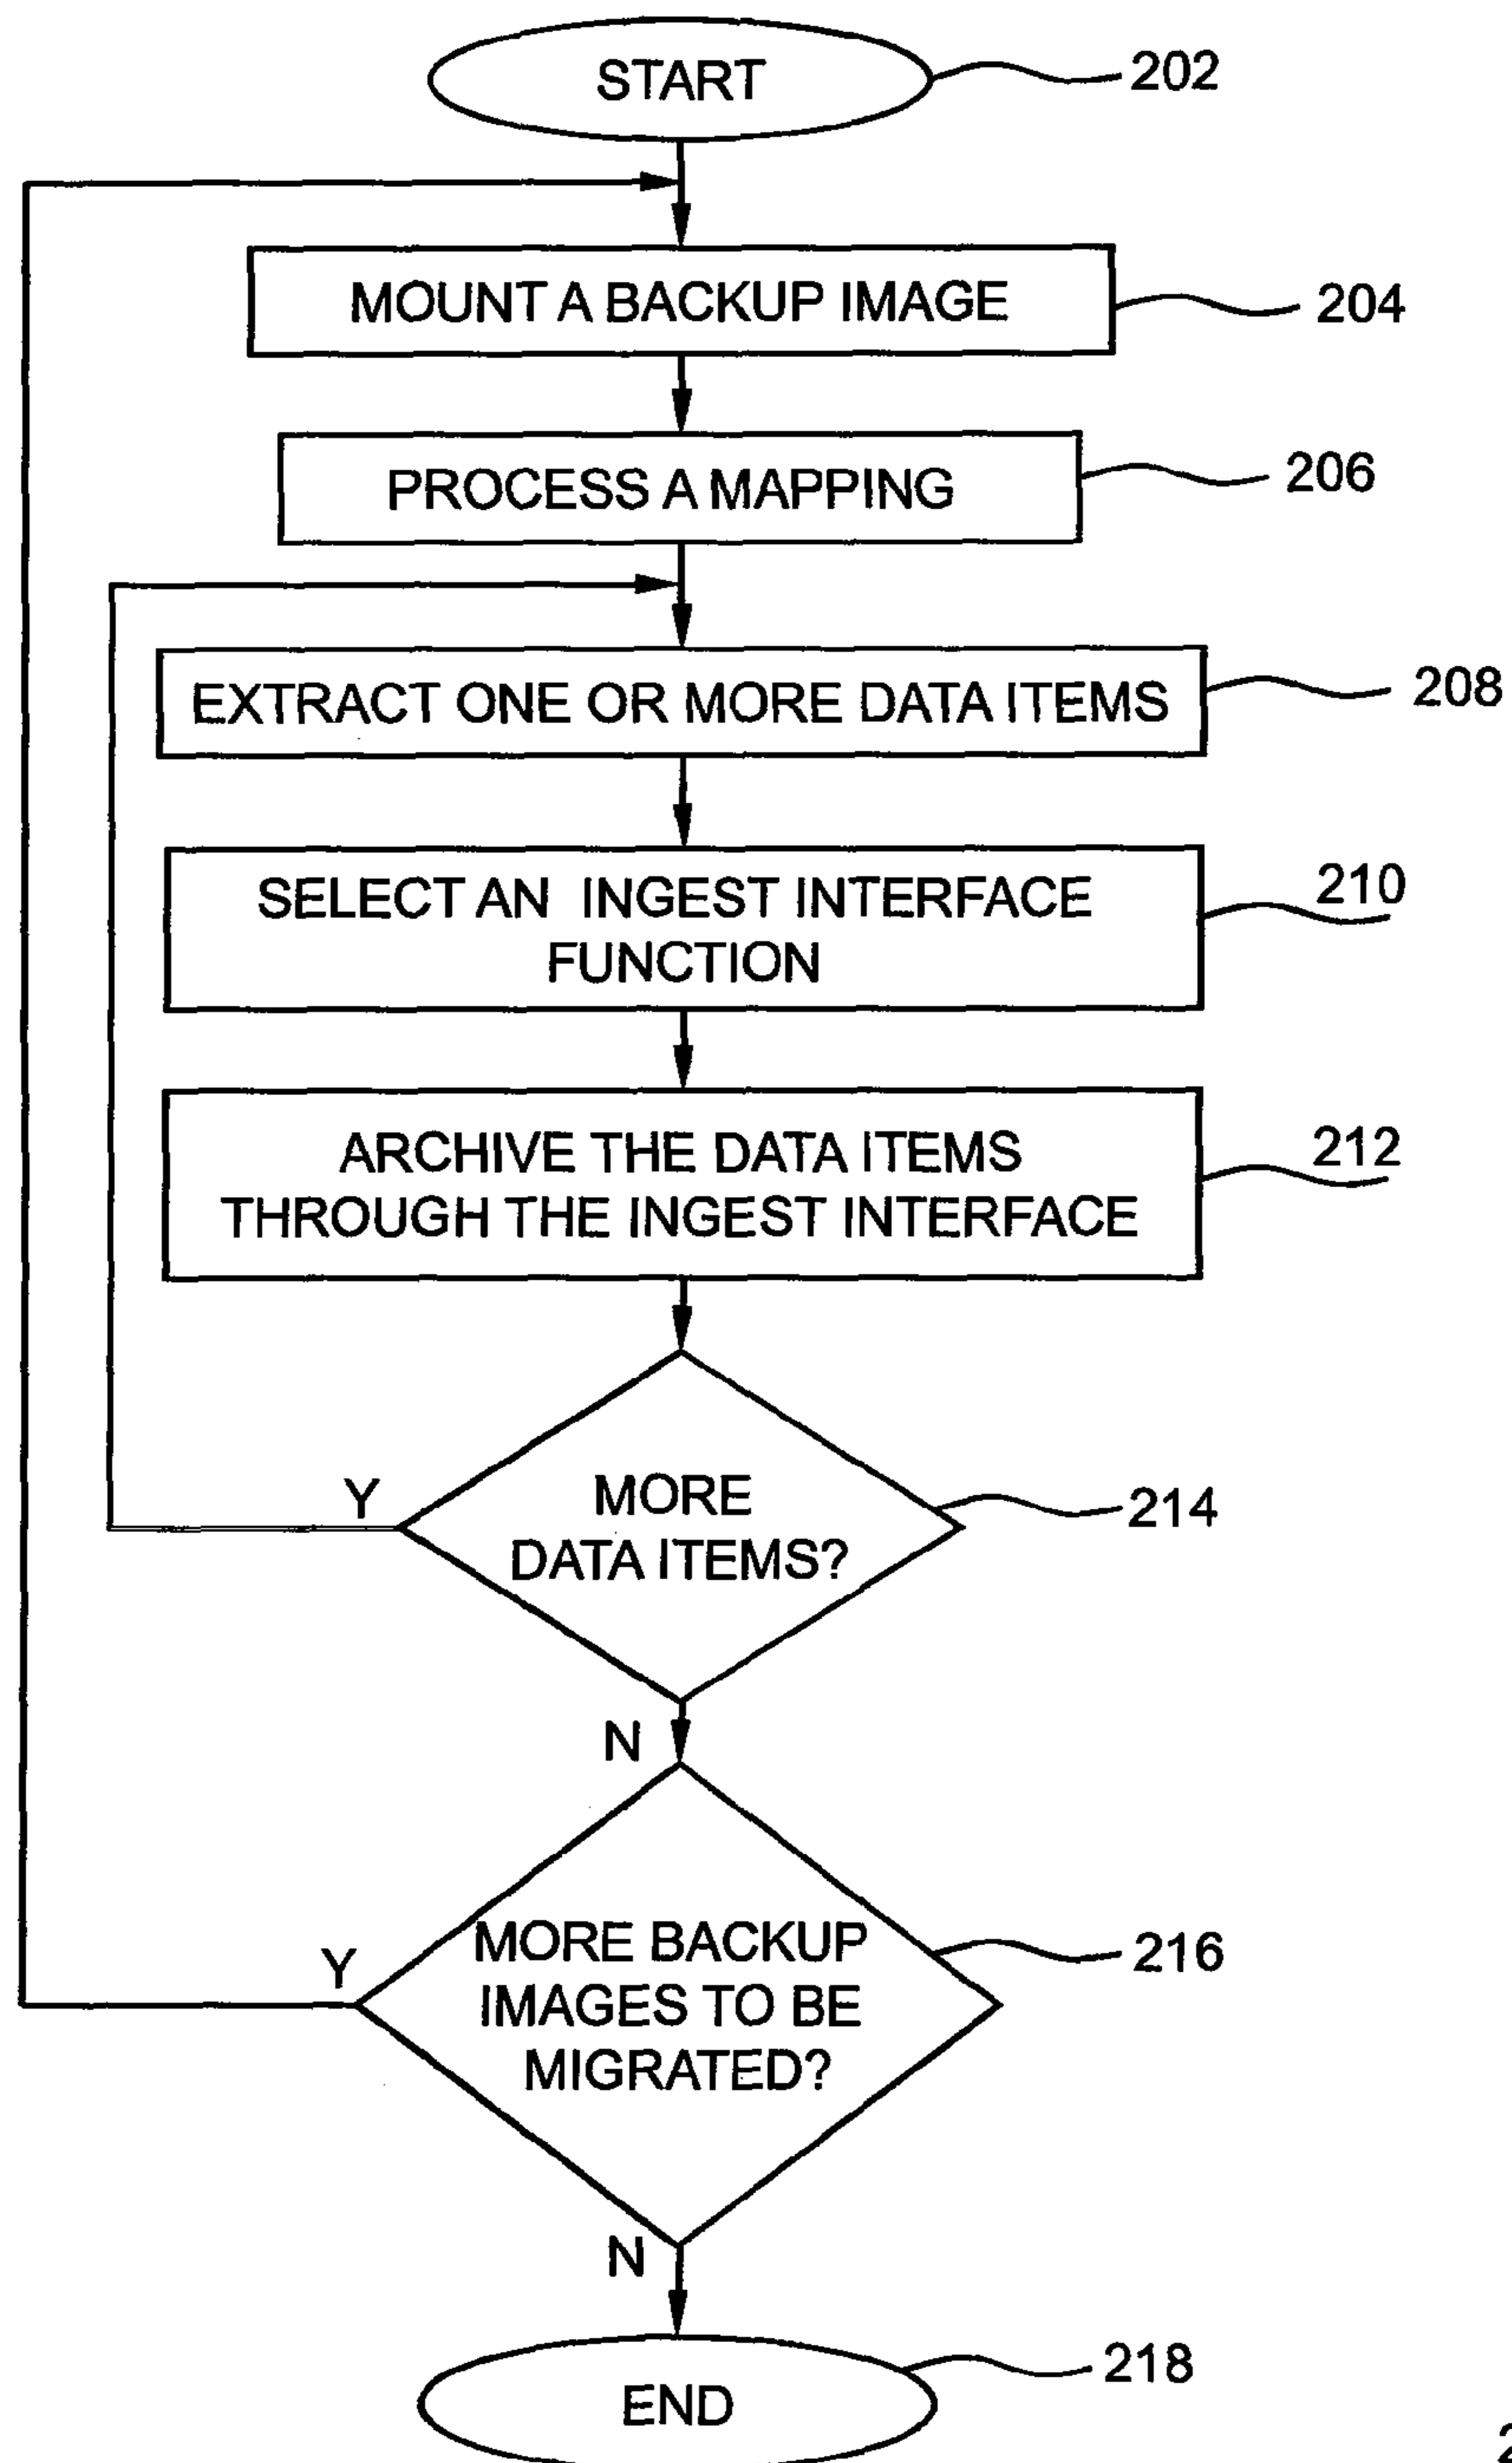 START
202
MOUNT A BACKUP IMAGE
204
PROCESS A MAPPING
206
EXTRACT ONE OR MORE DATA ITEMS
208
SELECT AN INGEST INTERFACE
FUNCTION
210
ARCHIVE THE DATA ITEMS
THROUGH THE INGEST INTERFACE
212
Y
MORE
DATA ITEMS?
214
N
Y
MORE BACKUP
IMAGES TO BE
MIGRATED?
216
N
END
218